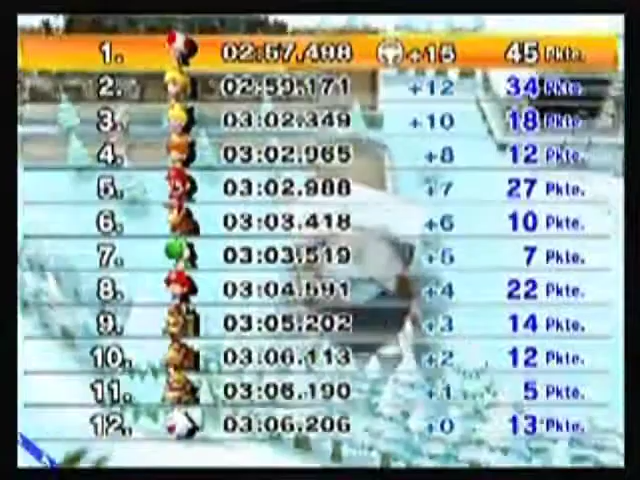 1. 02:57.498 +15 45 Pkte.
2. 02:59.171 +12 34 Pkte.
3. 03:02.349 +10 18 Pkte.
4. 03:02.965 +8 12 Pkte.
5. 03:02.988 +7 27 Pkte.
6. 03:03.418 +6 10 Pkte.
7. 03:03.519 +5 7 Pkte.
8. 03:04.591 +4 22 Pkte.
9. 03:05.202 +3 14 Pkte.
10. 03:06.113 +2 12 Pkte.
11. 03:06.190 +1 5 Pkte.
12. 03:06.206 +0 13 Pkte.